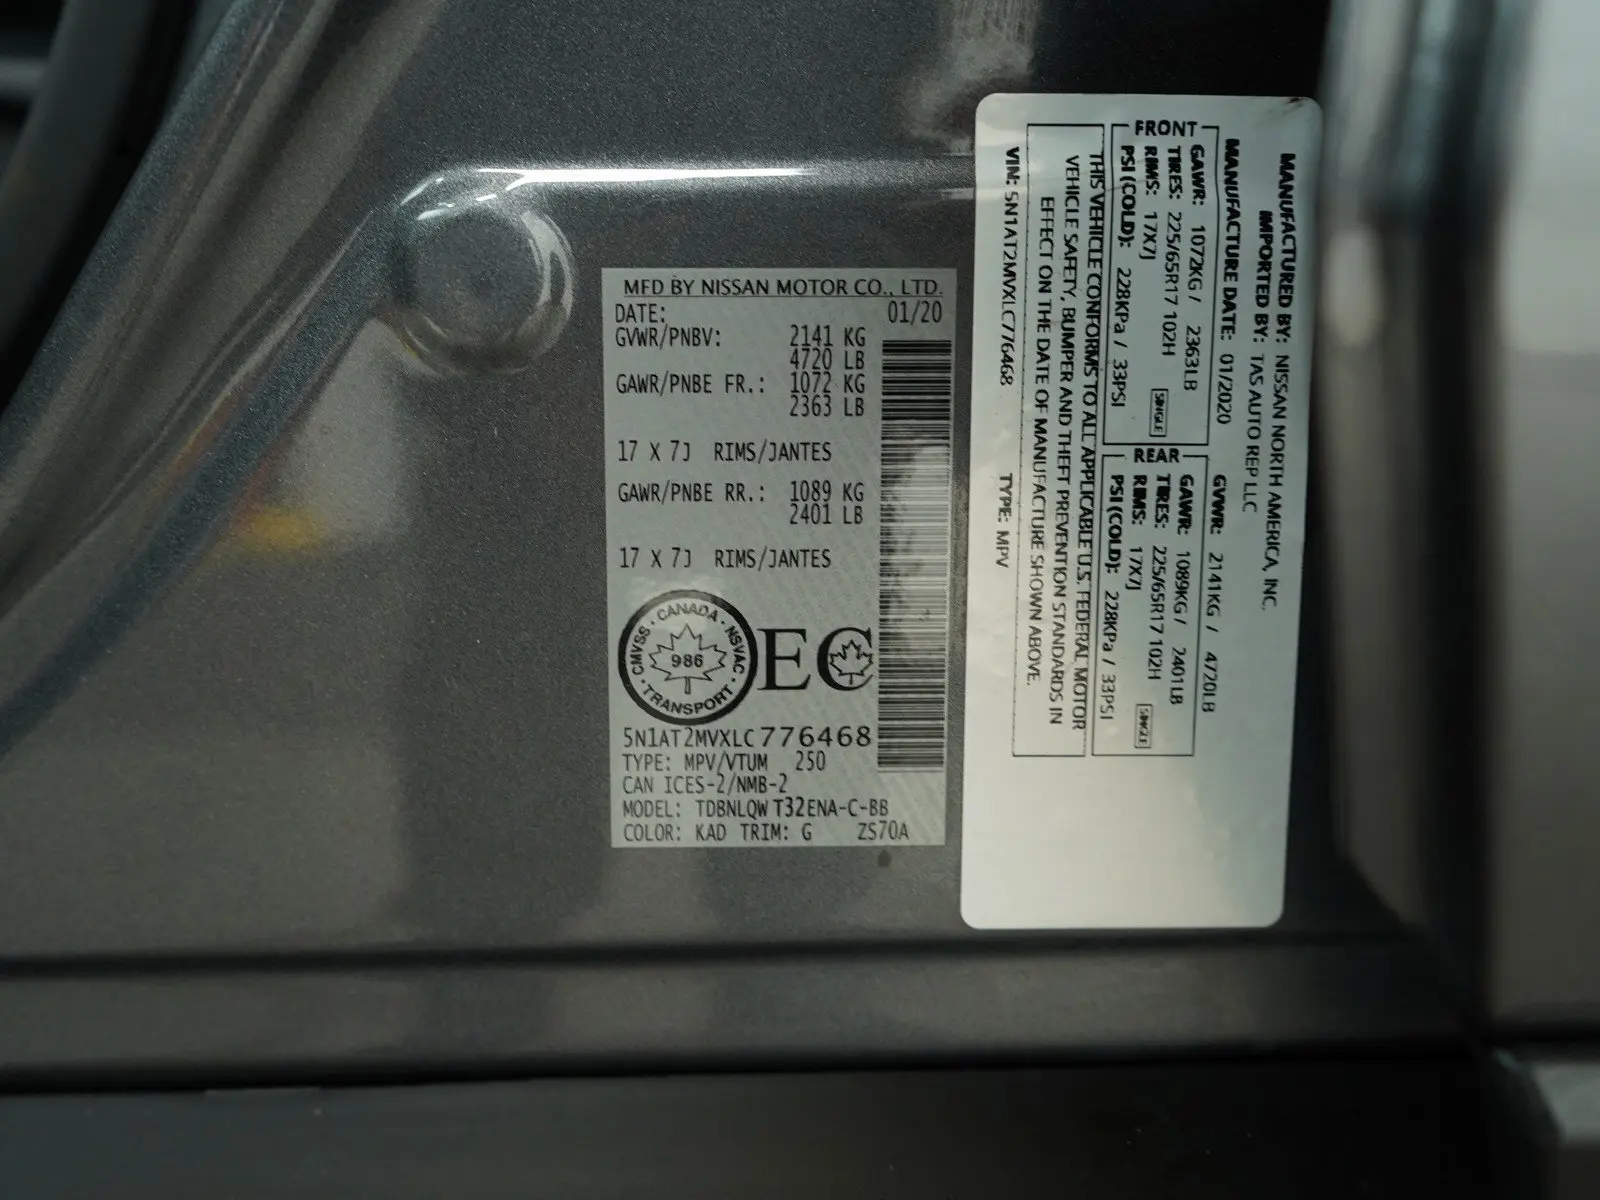 MFD BY NISSAN MOTOR CO., LTD.
DATE: 01/20
GVWR/PNBV: 2141 KG
4720 LB
GAWR/PNBE FR.: 1072 KG
2363 LB
17 X 7J RIMS/JANTES
GAWR/PNBE RR.: 1089 KG
2401 LB
17 X 7J RIMS/JANTES
CANADA · NSVAC · TRANSPORT · CMVSS ·
986
EC
5N1AT2MVXLC776468
TYPE: MPV/VTUM 250
CAN ICES-2/NMB-2
MODEL: TDBNLQW T32ENA-C-BB
COLOR: KAD TRIM: G ZS70A
MANUFACTURED BY: NISSAN NORTH AMERICA, INC.
IMPORTED BY: TAS AUTO REP LLC
MANUFACTURE DATE: 01/2020 GVWR: 2141KG / 4720LB
FRONT
GAWR: 1072KG / 2363LB
TIRES: 225/65R17 102H
RIMS: 17X7J SINGLE
PSI (COLD): 228KPa / 33PSI
REAR
GAWR: 1089KG / 2401LB
TIRES: 225/65R17 102H
RIMS: 17X7J SINGLE
PSI (COLD): 228KPa / 33PSI
THIS VEHICLE CONFORMS TO ALL APPLICABLE U.S. FEDERAL MOTOR
VEHICLE SAFETY, BUMPER AND THEFT PREVENTION STANDARDS IN
EFFECT ON THE DATE OF MANUFACTURE SHOWN ABOVE.
VIN: 5N1AT2MVXLC776468 TYPE: MPV